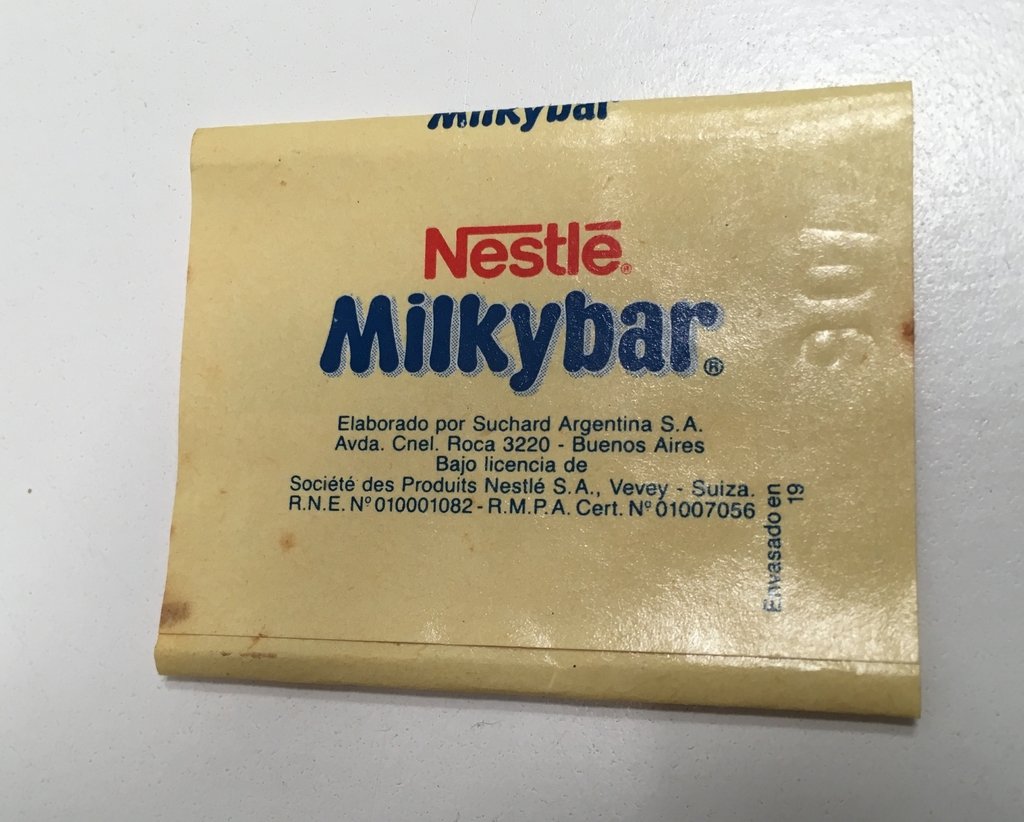 Milkybar
Nestlé®
Milkybar®
Elaborado por Suchard Argentina S.A.
Avda. Cnel. Roca 3220 - Buenos Aires
Bajo licencia de
Société des Produits Nestlé S.A., Vevey - Suiza.
R.N.E. Nº 010001082 - R.M.P.A. Cert. Nº 01007056
Envasado en
19